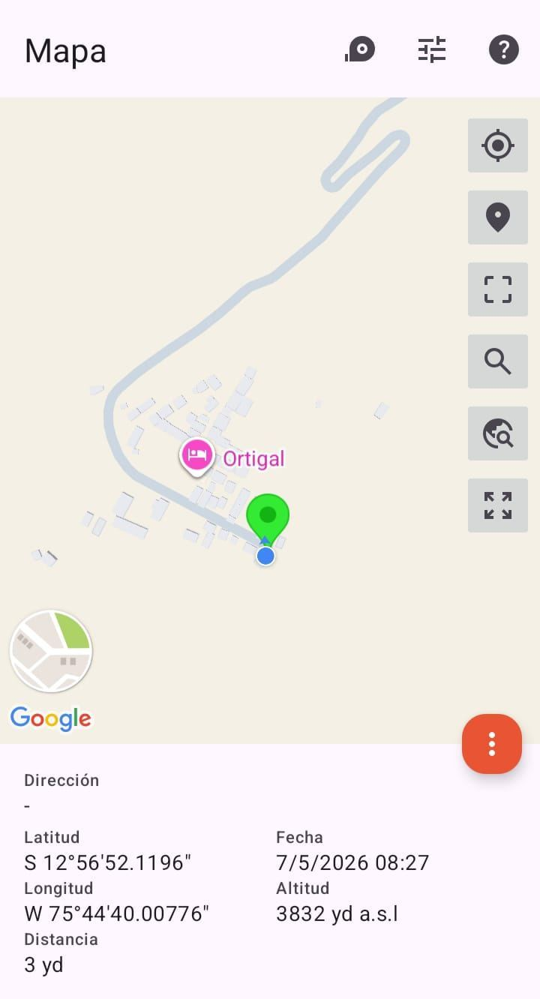 Mapa
Ortigal
Google
Dirección
-
Latitud
Fecha
S 12°56'52.1196"
7/5/2026 08:27
Longitud
Altitud
W 75°44'40.00776"
3832 yd a.s.l
Distancia
3 yd